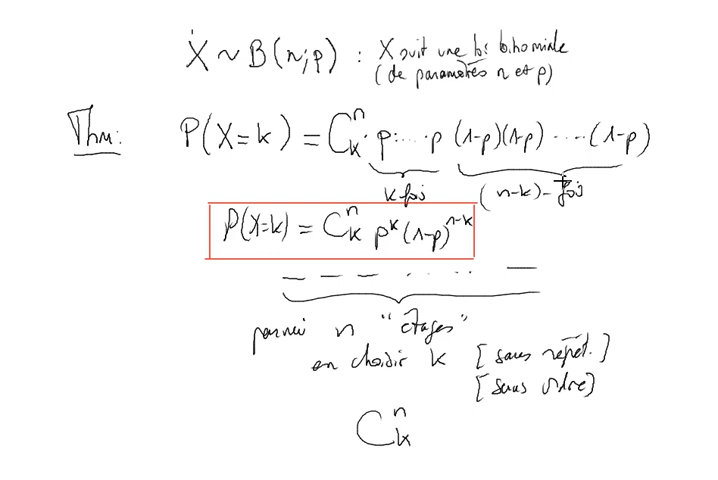 X ~ B(n;p) : X suit une loi binomiale
(de paramètres n et p)
Thm: P(X=k) = C^n_k · p·...·p (1-p)(1-p) ···· (1-p)
k fois (n-k)-fois
P(X=k) = C^n_k p^k (1-p)^{n-k}
_ _ _ . . . . _
parmi n "étages"
en choisir k [sans répét.]
[sans ordre]
C^n_k